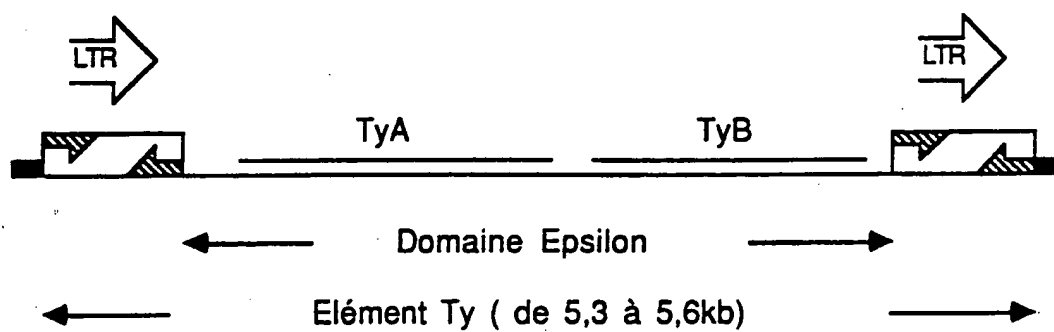 LTR LTR
TyA TyB
Domaine Epsilon
Elément Ty ( de 5,3 à 5,6kb)